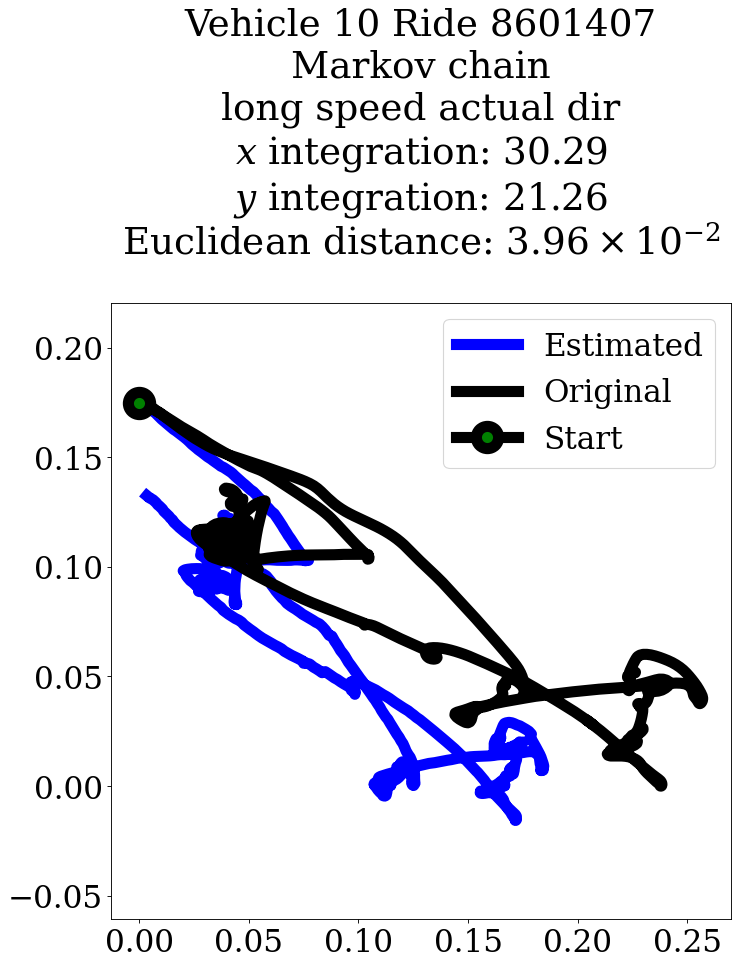 Vehicle 10 Ride 8601407
Markov chain
long speed actual dir
x integration: 30.29
y integration: 21.26
Euclidean distance: 3.96 × 10⁻²
Estimated
Original
Start
0.20
0.15
0.10
0.05
0.00
−0.05
0.00 0.05 0.10 0.15 0.20 0.25